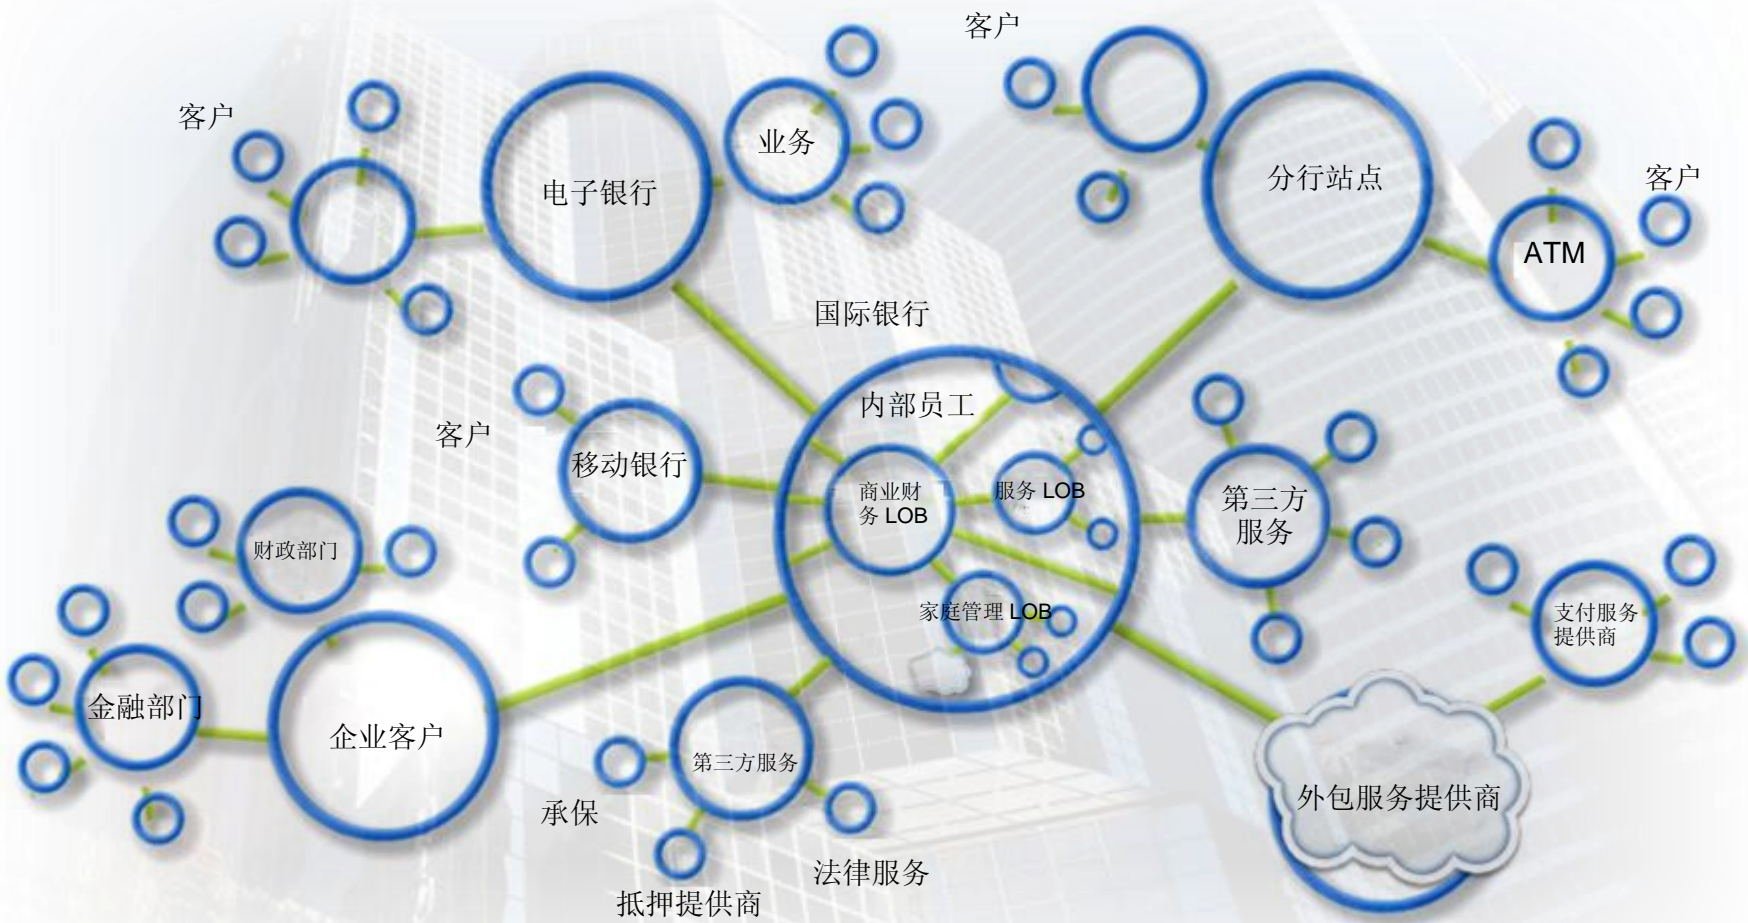 客户
客户
业务
电子银行
分行站点
客户
ATM
国际银行
内部员工
客户
移动银行
商业财
务 LOB
服务 LOB
第三方
服务
财政部门
家庭管理 LOB
支付服务
提供商
金融部门
企业客户
第三方服务
外包服务提供商
承保
法律服务
抵押提供商